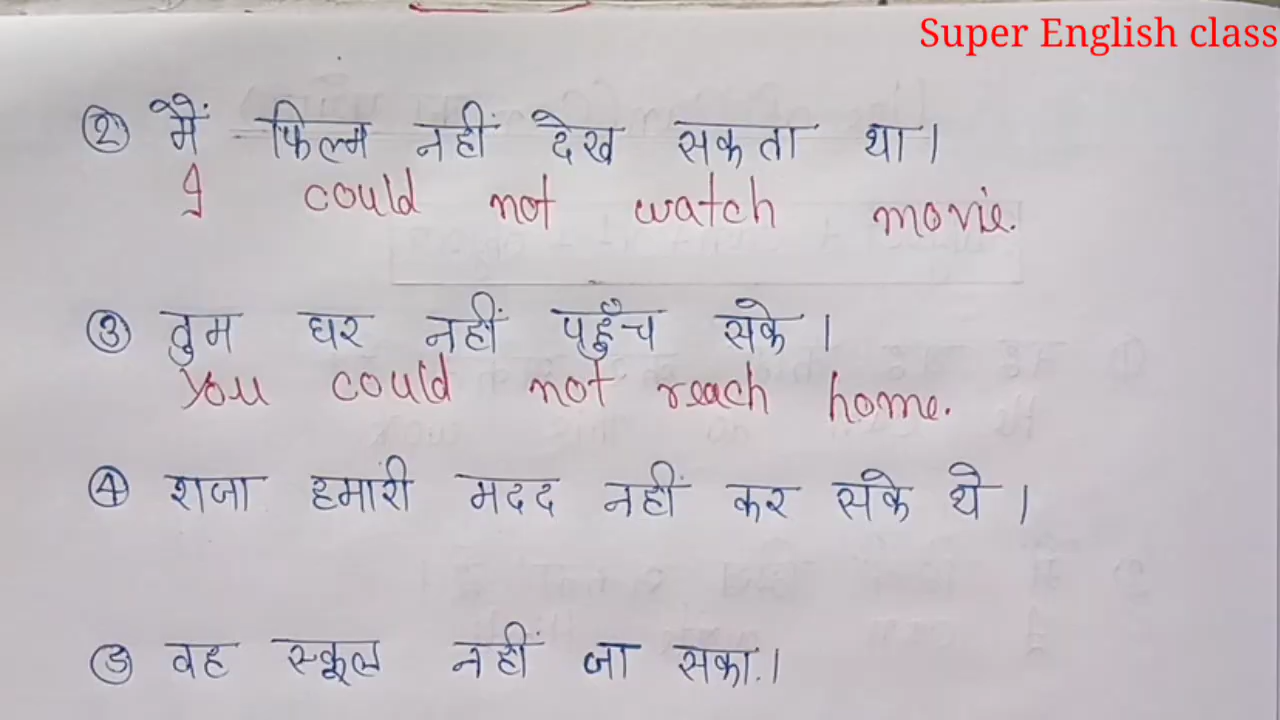 Super English class
② मैं फिल्म नहीं देख सकता था।
I could not watch movie.
③ तुम घर नहीं पहुँच सके।
You could not reach home.
④ राजा हमारी मदद नहीं कर सके थे।
⑤ वह स्कूल नहीं जा सका.।